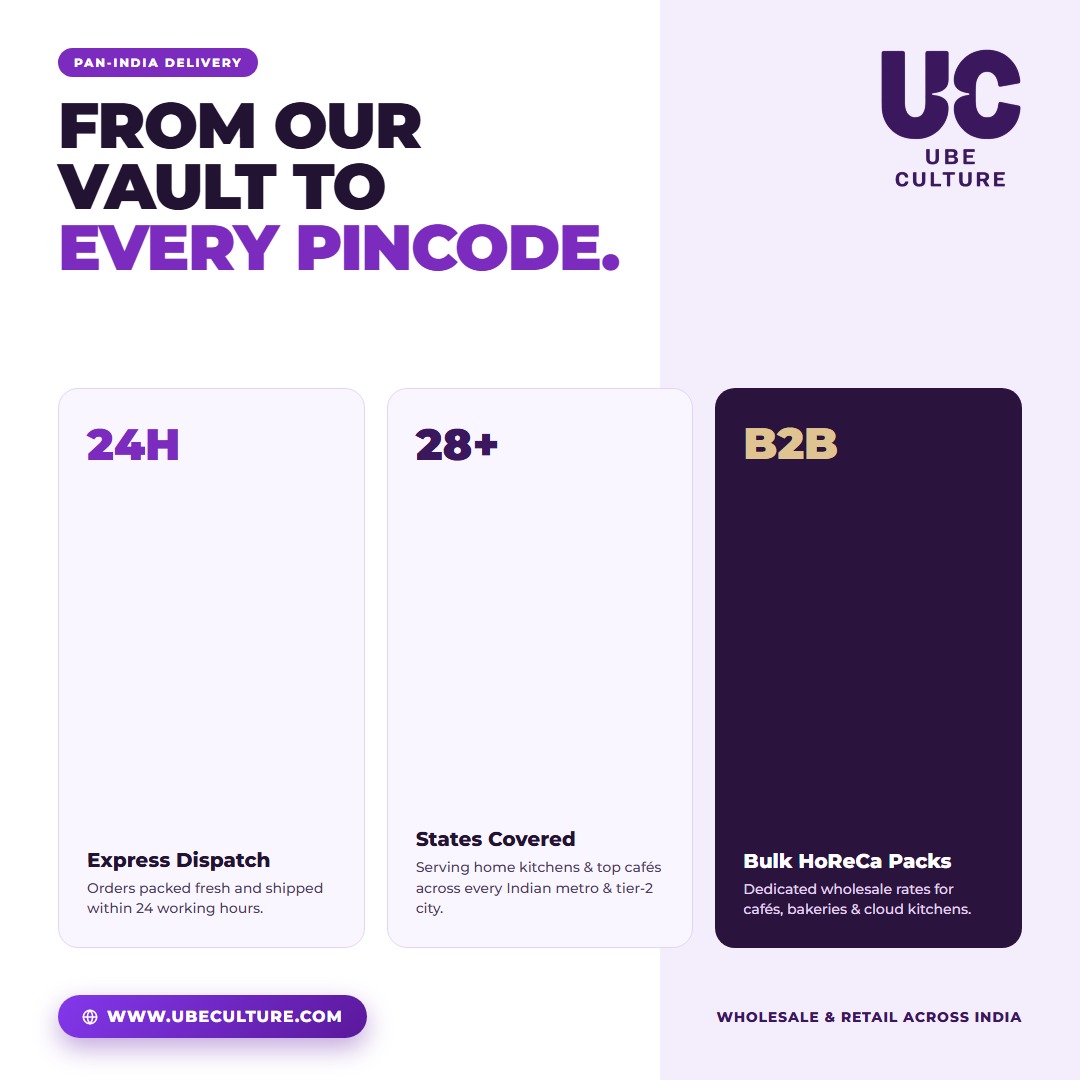 PAN-INDIA DELIVERY
FROM OUR
VAULT TO
EVERY PINCODE.
UC
UBE
CULTURE
24H
Express Dispatch
Orders packed fresh and shipped
within 24 working hours.
28+
States Covered
Serving home kitchens & top cafés
across every Indian metro & tier-2
city.
B2B
Bulk HoReCa Packs
Dedicated wholesale rates for
cafés, bakeries & cloud kitchens.
WWW.UBECULTURE.COM
WHOLESALE & RETAIL ACROSS INDIA